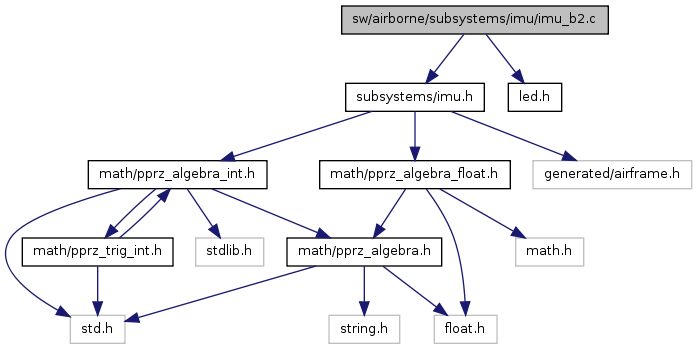 sw/airborne/subsystems/imu/imu_b2.c
subsystems/imu.h
led.h
math/pprz_algebra_int.h
math/pprz_algebra_float.h
generated/airframe.h
math/pprz_trig_int.h
stdlib.h
math/pprz_algebra.h
math.h
std.h
string.h
float.h